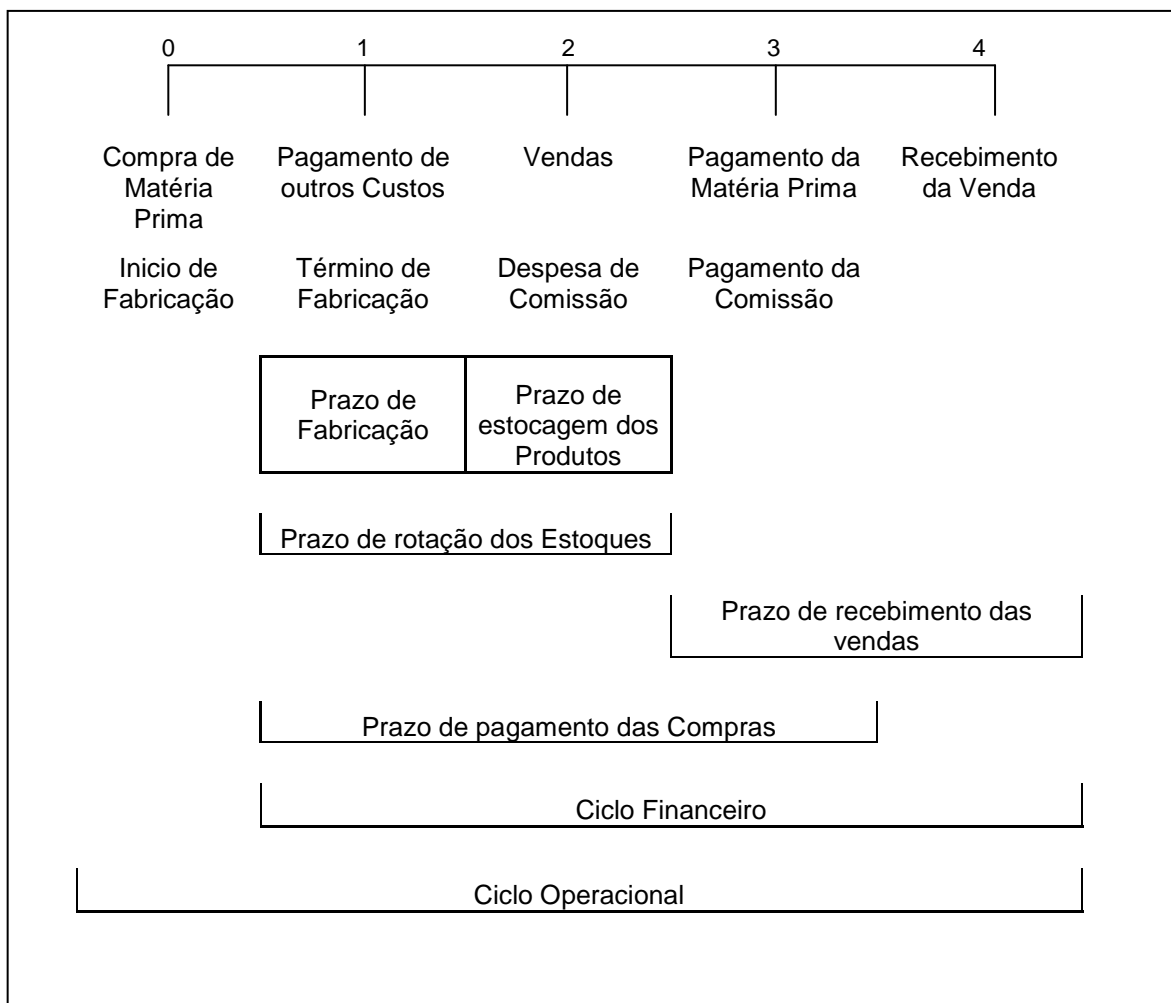 0 1 2 3 4
Compra de
Matéria
Prima
Pagamento de
outros Custos
Vendas
Pagamento da
Matéria Prima
Recebimento
da Venda
Inicio de
Fabricação
Término de
Fabricação
Despesa de
Comissão
Pagamento da
Comissão
Prazo de
Fabricação
Prazo de
estocagem dos
Produtos
Prazo de rotação dos Estoques
Prazo de recebimento das
vendas
Prazo de pagamento das Compras
Ciclo Financeiro
Ciclo Operacional